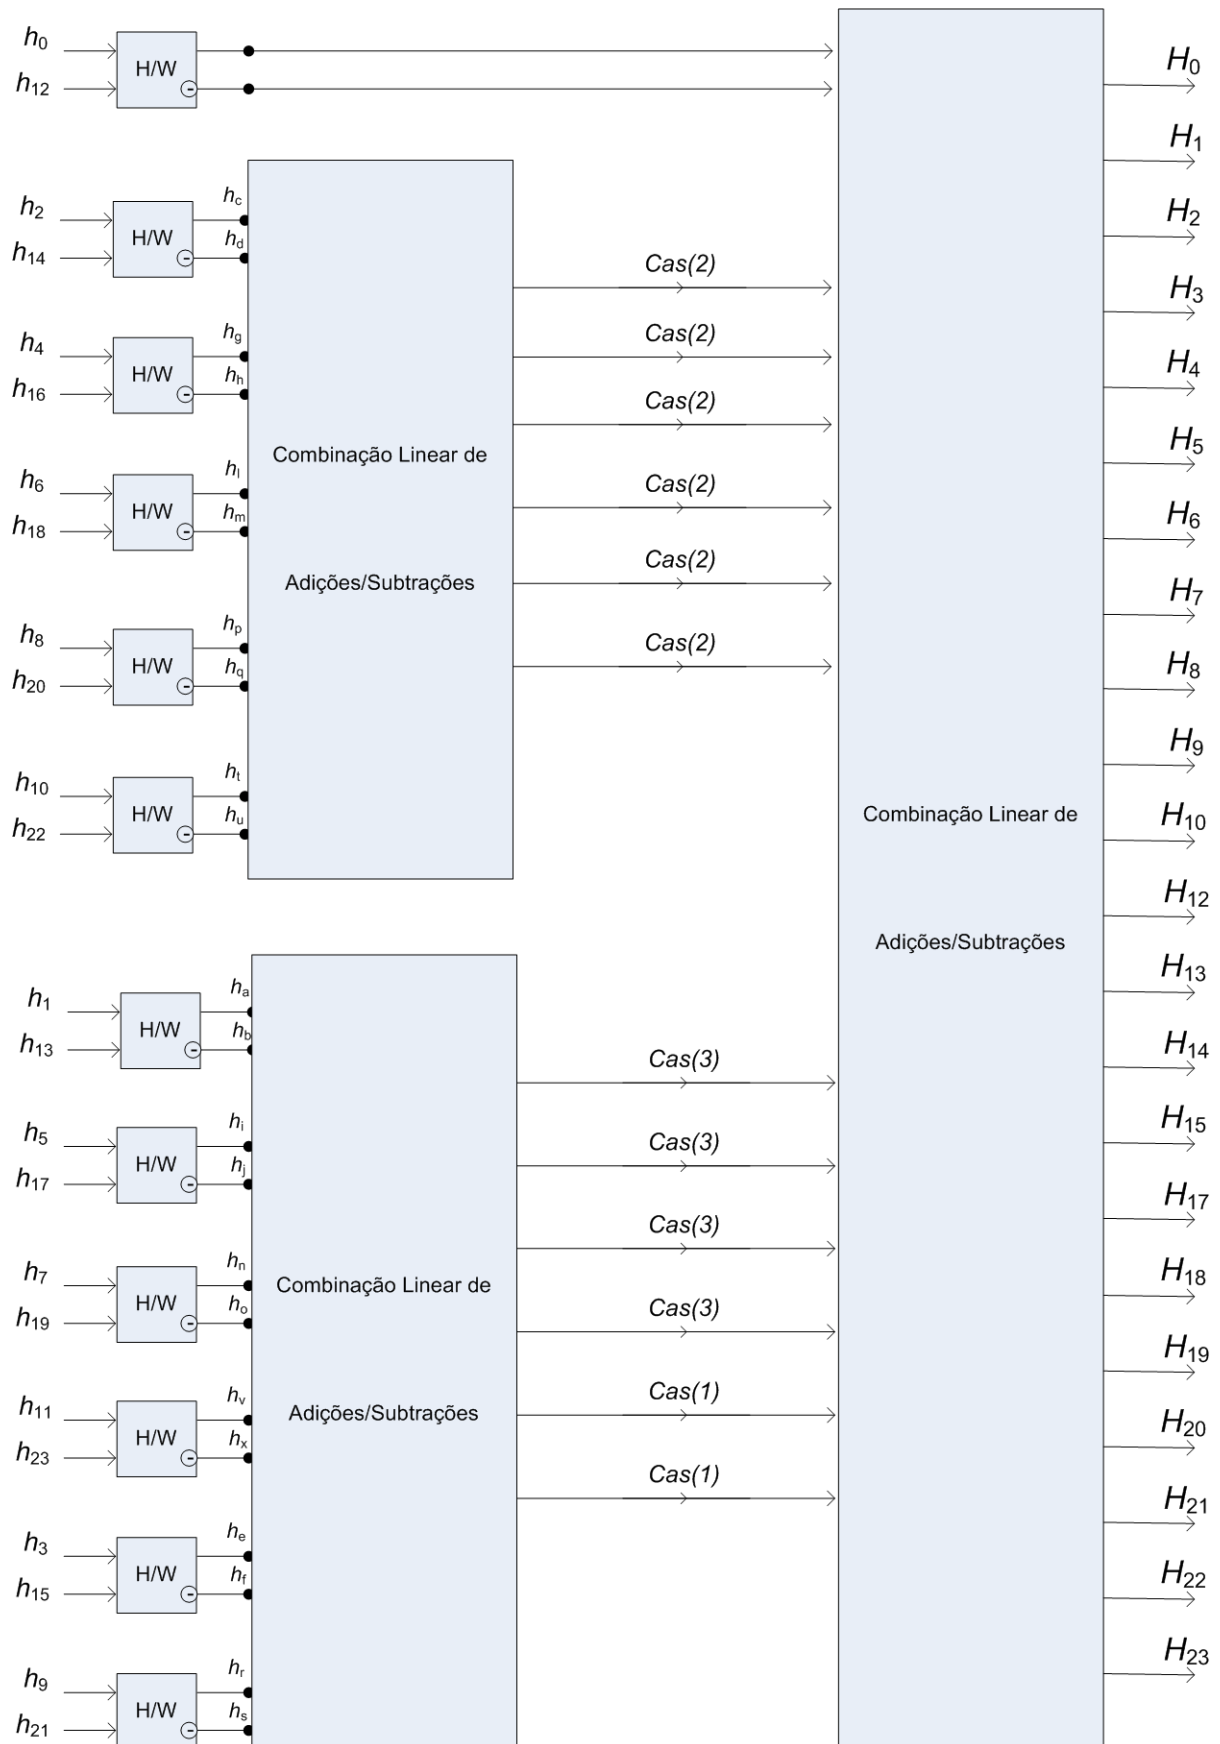 h0
h12
H/W
-
h2
h14
H/W
-
hc
hd
h4
h16
H/W
-
hg
hh
h6
h18
H/W
-
hl
hm
h8
h20
H/W
-
hp
hq
h10
h22
H/W
-
ht
hu
Combinação Linear de
Adições/Subtrações
Cas(2)
Cas(2)
Cas(2)
Cas(2)
Cas(2)
Cas(2)
h1
h13
H/W
-
ha
hb
h5
h17
H/W
-
hi
hj
h7
h19
H/W
-
hn
ho
h11
h23
H/W
-
hv
hx
h3
h15
H/W
-
he
hf
h9
h21
H/W
-
hr
hs
Combinação Linear de
Adições/Subtrações
Cas(3)
Cas(3)
Cas(3)
Cas(3)
Cas(1)
Cas(1)
Combinação Linear de
Adições/Subtrações
H0
H1
H2
H3
H4
H5
H6
H7
H8
H9
H10
H12
H13
H14
H15
H17
H18
H19
H20
H21
H22
H23